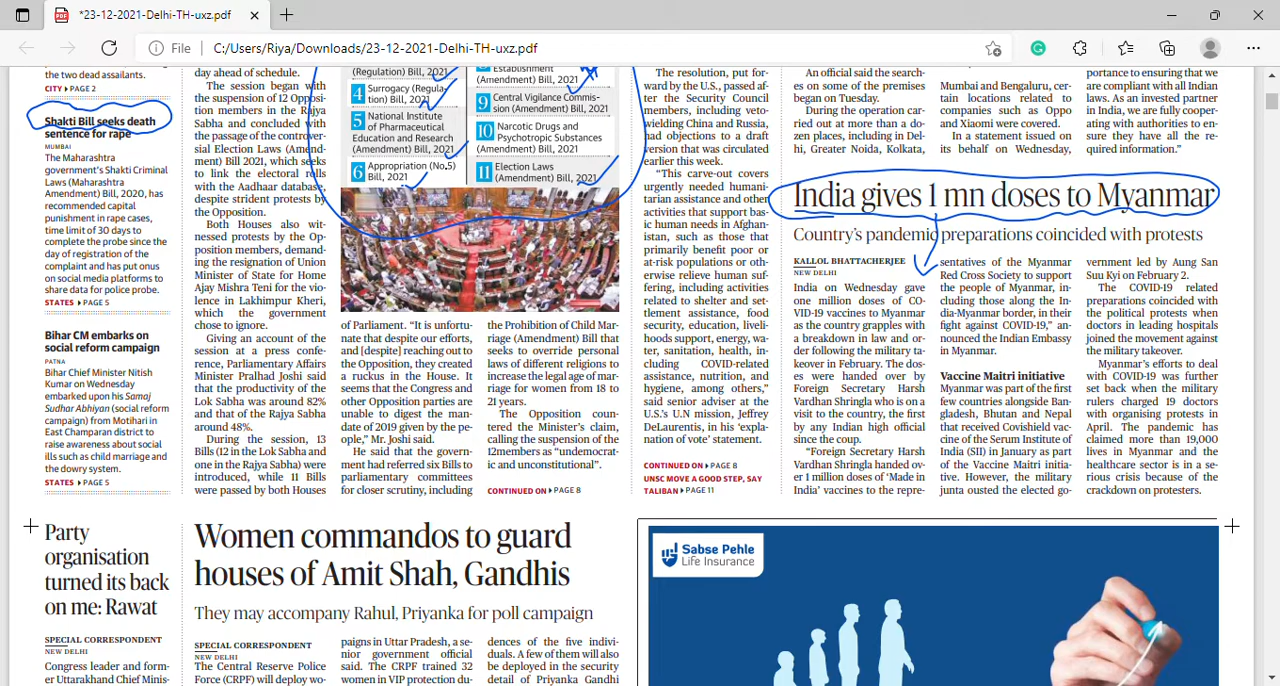 *23-12-2021-Delhi-TH-uxz.pdf
File
C:/Users/Riya/Downloads/23-12-2021-Delhi-TH-uxz.pdf
the two dead assailants.
CITY ▸ PAGE 2
Shakti Bill seeks death
sentence for rape
MUMBAI
The Maharashtra
government's Shakti Criminal
Laws (Maharashtra
Amendment) Bill, 2020, has
recommended capital
punishment in rape cases,
time limit of 30 days to
complete the probe since the
day of registration of the
complaint and has put onus
on social media platforms to
share data for police probe.
STATES ▸ PAGE 5
Bihar CM embarks on
social reform campaign
PATNA
Bihar Chief Minister Nitish
Kumar on Wednesday
embarked upon his Samaj
Sudhar Abhiyan (social reform
campaign) from Motihari in
East Champaran district to
raise awareness about social
ills such as child marriage and
the dowry system.
STATES ▸ PAGE 5
day ahead of schedule.
The session began with
the suspension of 12 Opposi-
tion members in the Rajya
Sabha and concluded with
the passage of the controver-
sial Election Laws (Amend-
ment) Bill 2021, which seeks
to link the electoral rolls
with the Aadhaar database,
despite strident protests by
the Opposition.
Both Houses also wit-
nessed protests by the Op-
position members, demand-
ing the resignation of Union
Minister of State for Home
Ajay Mishra Teni for the vio-
lence in Lakhimpur Kheri,
which the government
chose to ignore.
Giving an account of the
session at a press confe-
rence, Parliamentary Affairs
Minister Pralhad Joshi said
that the productivity of the
Lok Sabha was around 82%
and that of the Rajya Sabha
around 48%.
During the session, 13
Bills (12 in the Lok Sabha and
one in the Rajya Sabha) were
introduced, while 11 Bills
were passed by both Houses
(Regulation) Bill, 2021
4 Surrogacy (Regula-
tion) Bill, 2021
5 National Institute
of Pharmaceutical
Education and Research
(Amendment) Bill, 2021
6 Appropriation (No.5)
Bill, 2021
Establishment
(Amendment) Bill, 2021
9 Central Vigilance Commis-
sion (Amendment) Bill, 2021
10 Narcotic Drugs and
Psychotropic Substances
(Amendment) Bill, 2021
11 Election Laws
(Amendment) Bill, 2021
of Parliament. “It is unfortu-
nate that despite our efforts,
and [despite] reaching out to
the Opposition, they created
a ruckus in the House. It
seems that the Congress and
other Opposition parties are
unable to digest the man-
date of 2019 given by the peo-
ple,” Mr. Joshi said.
He said that the govern-
ment had referred six Bills to
parliamentary committees
for closer scrutiny, including
the Prohibition of Child Mar-
riage (Amendment) Bill that
seeks to override personal
laws of different religions to
increase the legal age of mar-
riage for women from 18 to
21 years.
The Opposition coun-
tered the Minister's claim,
calling the suspension of the
12members as “undemocrat-
ic and unconstitutional”.
CONTINUED ON ▸ PAGE 8
The resolution, put for-
ward by the U.S., passed af-
ter the Security Council
members, including veto-
wielding China and Russia,
had objections to a draft
version that was circulated
earlier this week.
“This carve-out covers
urgently needed humani-
tarian assistance and other
activities that support bas-
ic human needs in Afghan-
istan, such as those that
primarily benefit poor or
at-risk populations or oth-
erwise relieve human suf-
fering, including activities
related to shelter and set-
tlement assistance, food
security, education, liveli-
hoods support, energy, wa-
ter, sanitation, health, in-
cluding COVID-related
assistance, nutrition, and
hygiene, among others,”
said senior adviser at the
U.S.'s U.N mission, Jeffrey
DeLaurentis, in his ‘expla-
nation of vote’ statement.
CONTINUED ON ▸ PAGE 8
UNSC MOVE A GOOD STEP, SAY
TALIBAN ▸ PAGE 11
An official said the search-
es on some of the premises
began on Tuesday.
During the operation car-
ried out at more than a do-
zen places, including in Del-
hi, Greater Noida, Kolkata,
Mumbai and Bengaluru, cer-
tain locations related to
companies such as Oppo
and Xiaomi were covered.
In a statement issued on
its behalf on Wednesday,
portance to ensuring that we
are compliant with all Indian
laws. As an invested partner
in India, we are fully cooper-
ating with authorities to en-
sure they have all the re-
quired information.”
India gives 1 mn doses to Myanmar
Country's pandemic preparations coincided with protests
KALLOL BHATTACHERJEE
NEW DELHI
India on Wednesday gave
one million doses of CO-
VID-19 vaccines to Myanmar
as the country grapples with
a breakdown in law and or-
der following the military ta-
keover in February. The dos-
es were handed over by
Foreign Secretary Harsh
Vardhan Shringla who is on a
visit to the country, the first
by any Indian high official
since the coup.
“Foreign Secretary Harsh
Vardhan Shringla handed ov-
er 1 million doses of ‘Made in
India’ vaccines to the repre-
sentatives of the Myanmar
Red Cross Society to support
the people of Myanmar, in-
cluding those along the In-
dia-Myanmar border, in their
fight against COVID-19,” an-
nounced the Indian Embassy
in Myanmar.
Vaccine Maitri initiative
Myanmar was part of the first
few countries alongside Ban-
gladesh, Bhutan and Nepal
that received Covishield vac-
cine of the Serum Institute of
India (SII) in January as part
of the Vaccine Maitri initia-
tive. However, the military
junta ousted the elected go-
vernment led by Aung San
Suu Kyi on February 2.
The COVID-19 related
preparations coincided with
the political protests when
doctors in leading hospitals
joined the movement against
the military takeover.
Myanmar's efforts to deal
with COVID-19 was further
set back when the military
rulers charged 19 doctors
with organising protests in
April. The pandemic has
claimed more than 19,000
lives in Myanmar and the
healthcare sector is in a se-
rious crisis because of the
crackdown on protesters.
Party
organisation
turned its back
on me: Rawat
SPECIAL CORRESPONDENT
NEW DELHI
Congress leader and form-
er Uttarakhand Chief Minis-
Women commandos to guard
houses of Amit Shah, Gandhis
They may accompany Rahul, Priyanka for poll campaign
SPECIAL CORRESPONDENT
NEW DELHI
The Central Reserve Police
Force (CRPF) will deploy wo-
paigns in Uttar Pradesh, a se-
nior government official
said. The CRPF trained 32
women in VIP protection du-
dences of the five indivi-
duals. A few of them will also
be deployed in the security
detail of Priyanka Gandhi
Sabse Pehle
Life Insurance